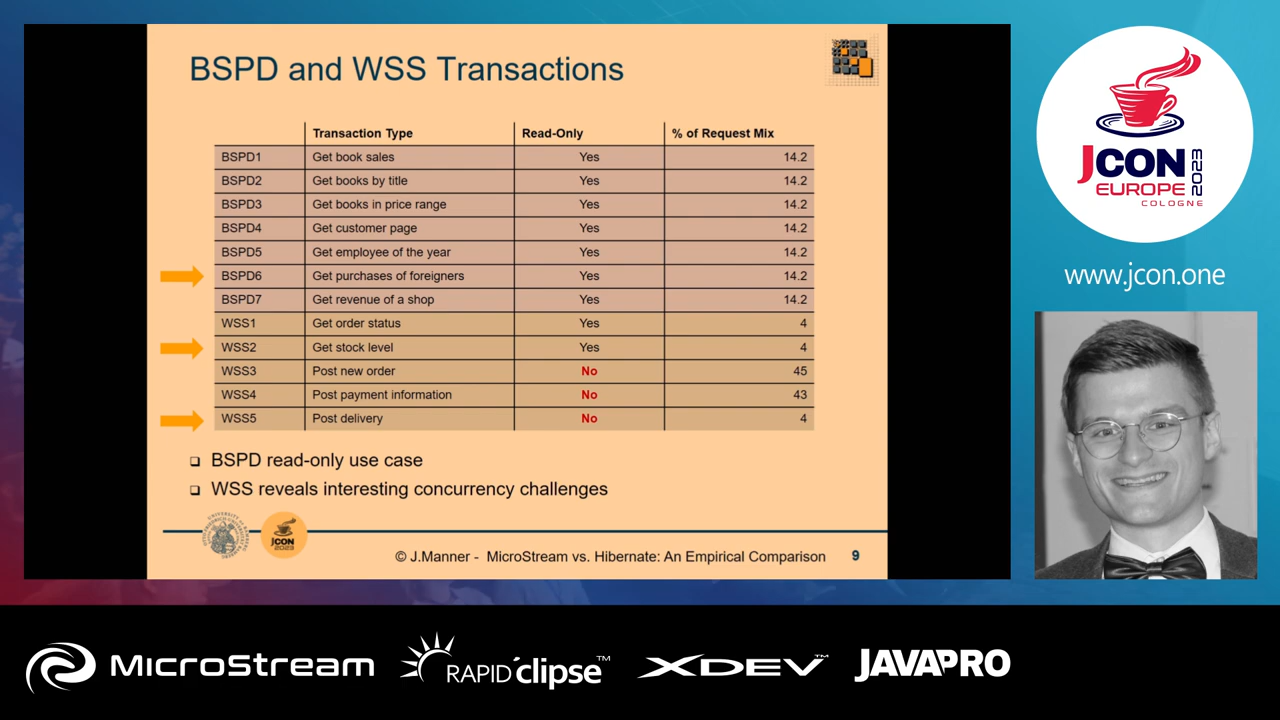 BSPD and WSS Transactions
Transaction Type Read-Only % of Request Mix
BSPD1 Get book sales Yes 14.2
BSPD2 Get books by title Yes 14.2
BSPD3 Get books in price range Yes 14.2
BSPD4 Get customer page Yes 14.2
BSPD5 Get employee of the year Yes 14.2
BSPD6 Get purchases of foreigners Yes 14.2
BSPD7 Get revenue of a shop Yes 14.2
WSS1 Get order status Yes 4
WSS2 Get stock level Yes 4
WSS3 Post new order No 45
WSS4 Post payment information No 43
WSS5 Post delivery No 4
BSPD read-only use case
WSS reveals interesting concurrency challenges
JCON
2023
© J.Manner - MicroStream vs. Hibernate: An Empirical Comparison 9
JCON
EUROPE
2023
COLOGNE
www.jcon.one
MicroStream
RAPIDclipse™
XDEV™
JAVAPRO